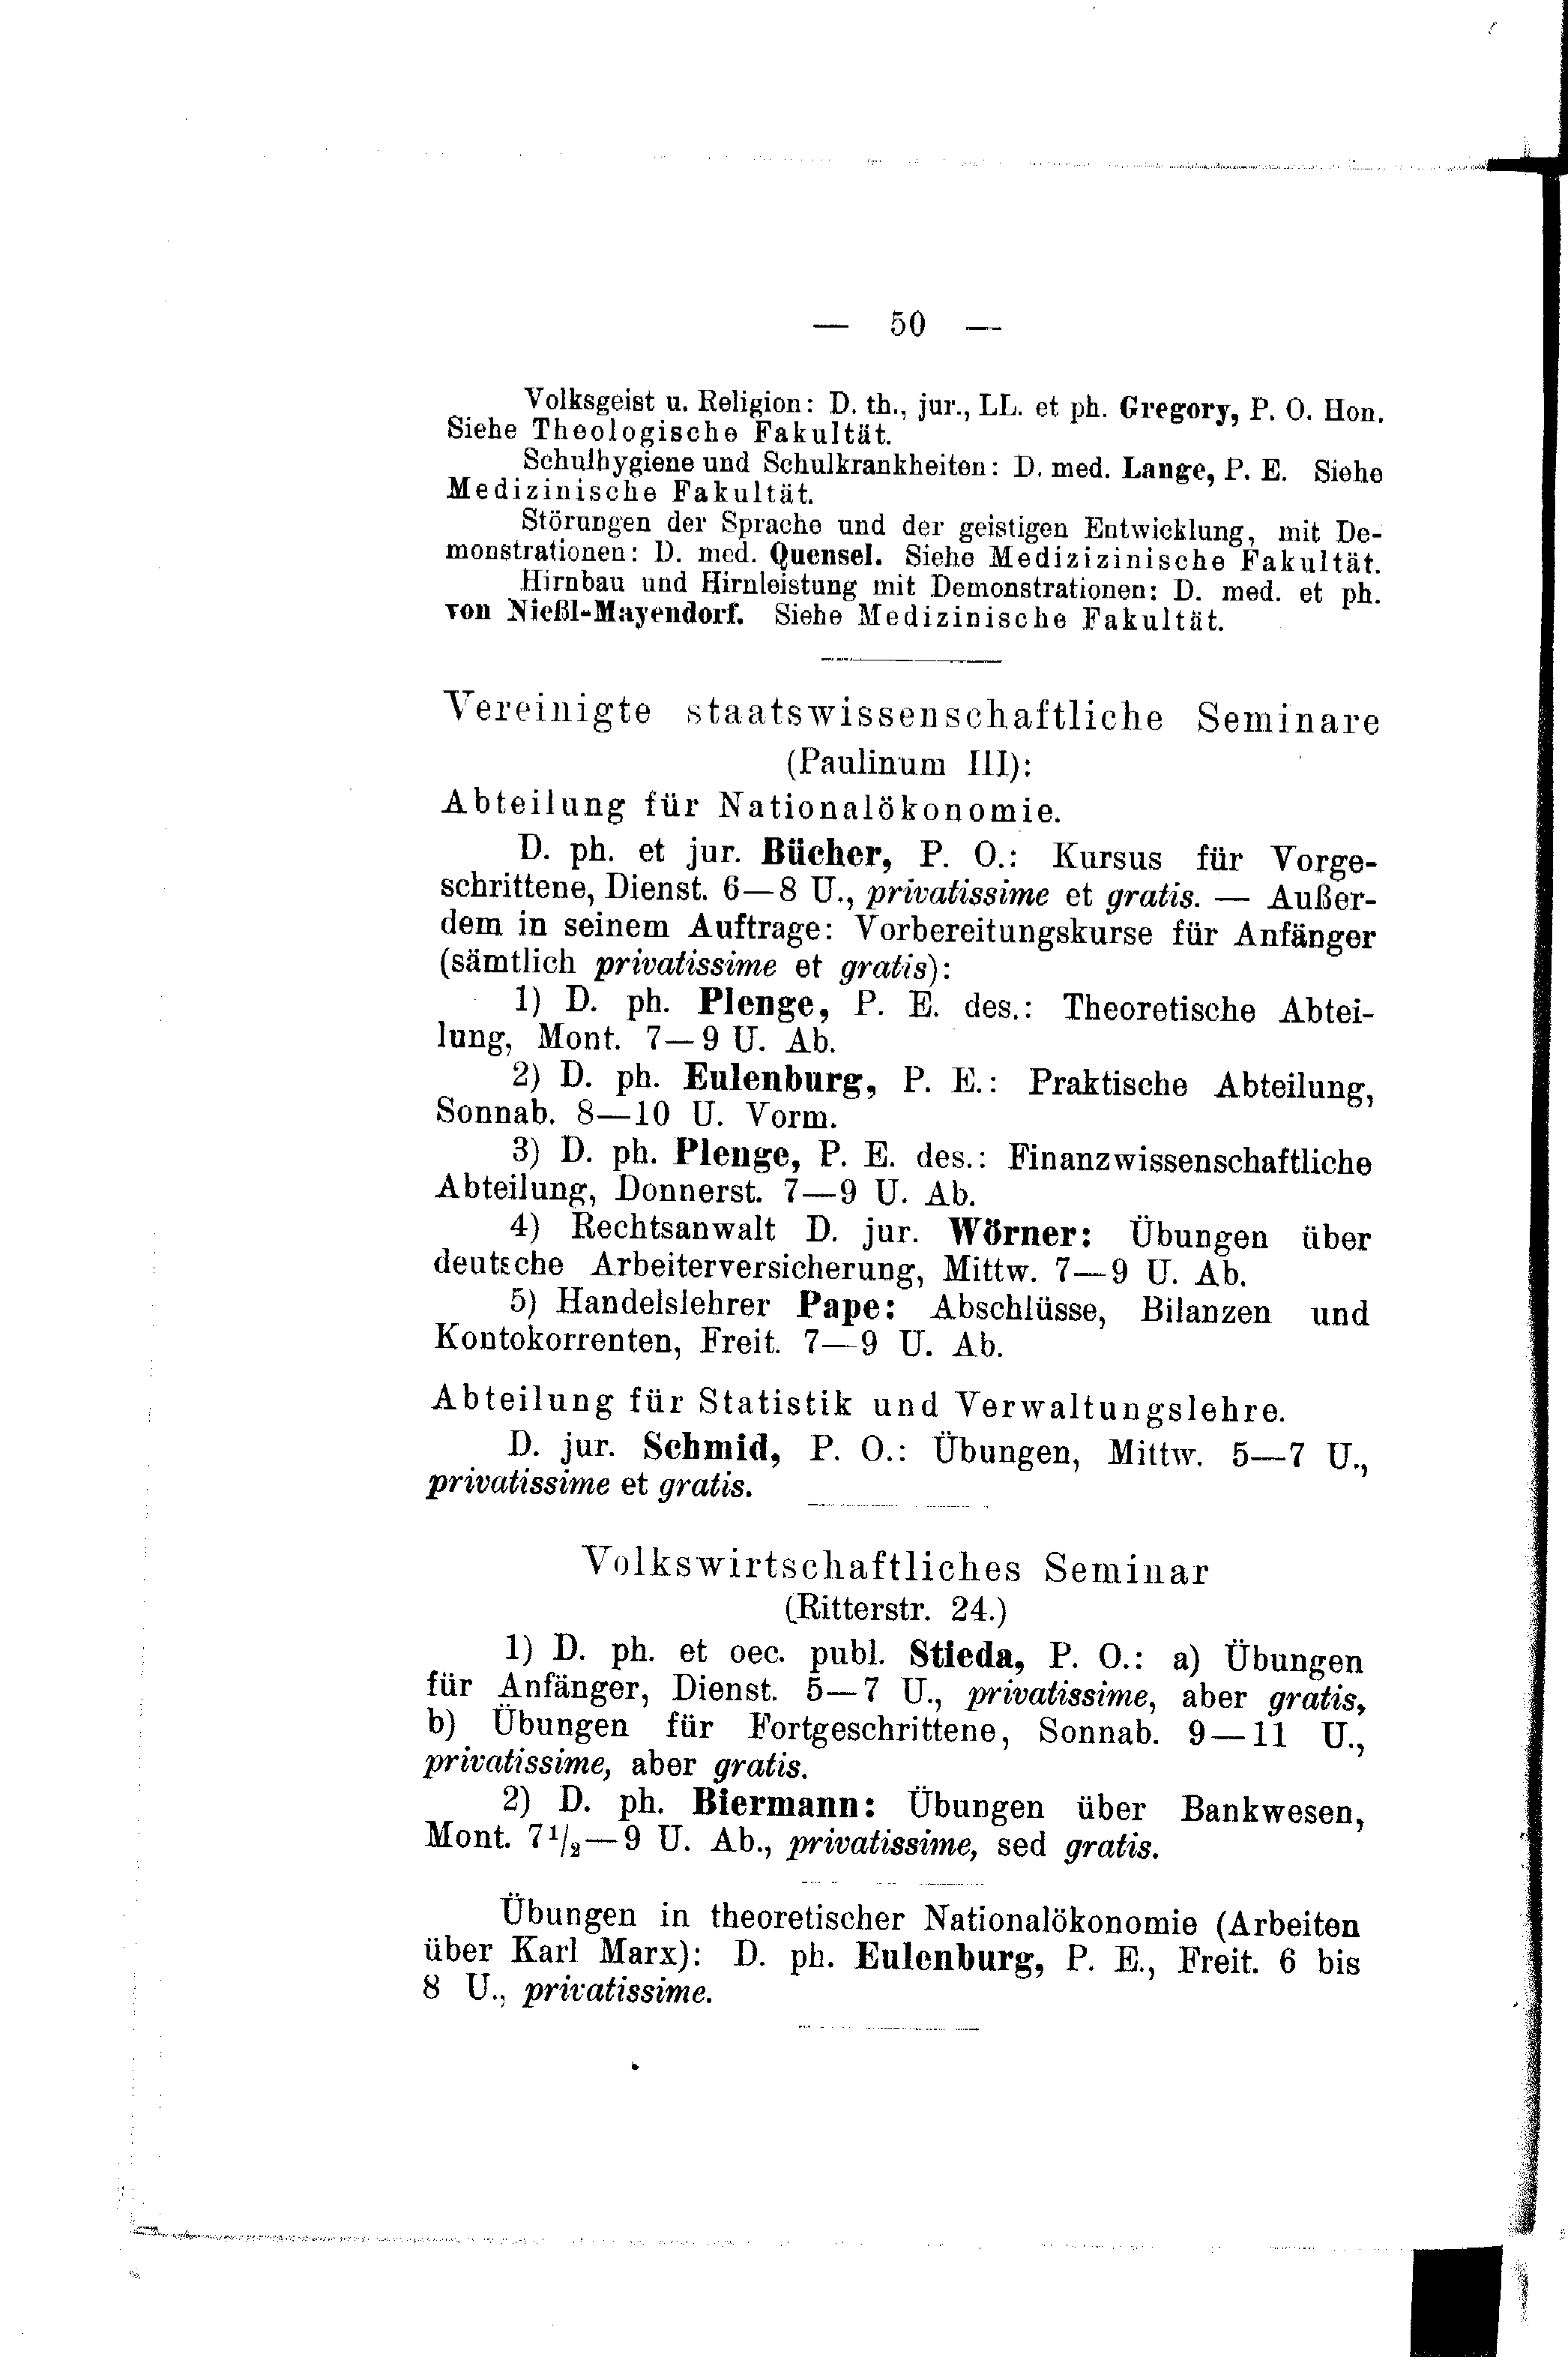 — 50 —
Volksgeist u. Religion: D. th., jur., LL. et ph. Gregory, P. O. Hon.
Siehe Theologische Fakultät.
Schulhygiene und Schulkrankheiten: D. med. Lange, P. E. Siehe
Medizinische Fakultät.
Störungen der Sprache und der geistigen Entwicklung, mit De-
monstrationen: D. med. Quensel. Siehe Medizizinische Fakultät.
Hirnbau und Hirnleistung mit Demonstrationen: D. med. et ph.
von Nießl-Mayendorf. Siehe Medizinische Fakultät.
Vereinigte staatswissenschaftliche Seminare
(Paulinum III):
Abteilung für Nationalökonomie.
D. ph. et jur. Bücher, P. O.: Kursus für Vorge-
schrittene, Dienst. 6—8 U., privatissime et gratis. — Außer-
dem in seinem Auftrage: Vorbereitungskurse für Anfänger
(sämtlich privatissime et gratis):
1) D. ph. Plenge, P. E. des.: Theoretische Abtei-
lung, Mont. 7—9 U. Ab.
2) D. ph. Eulenburg, P. E.: Praktische Abteilung,
Sonnab. 8—10 U. Vorm.
3) D. ph. Plenge, P. E. des.: Finanzwissenschaftliche
Abteilung, Donnerst. 7—9 U. Ab.
4) Rechtsanwalt D. jur. Wörner: Übungen über
deutsche Arbeiterversicherung, Mittw. 7—9 U. Ab.
5) Handelslehrer Pape: Abschlüsse, Bilanzen und
Kontokorrenten, Freit. 7—9 U. Ab.
Abteilung für Statistik und Verwaltungslehre.
D. jur. Schmid, P. O.: Übungen, Mittw. 5—7 U.,
privatissime et gratis.
Volkswirtschaftliches Seminar
(Ritterstr. 24.)
1) D. ph. et oec. publ. Stieda, P. O.: a) Übungen
für Anfänger, Dienst. 5—7 U., privatissime, aber gratis,
b) Übungen für Fortgeschrittene, Sonnab. 9—11 U.,
privatissime, aber gratis.
2) D. ph. Biermann: Übungen über Bankwesen,
Mont. 7 1/2—9 U. Ab., privatissime, sed gratis.
Übungen in theoretischer Nationalökonomie (Arbeiten
über Karl Marx): D. ph. Eulenburg, P. E., Freit. 6 bis
8 U., privatissime.